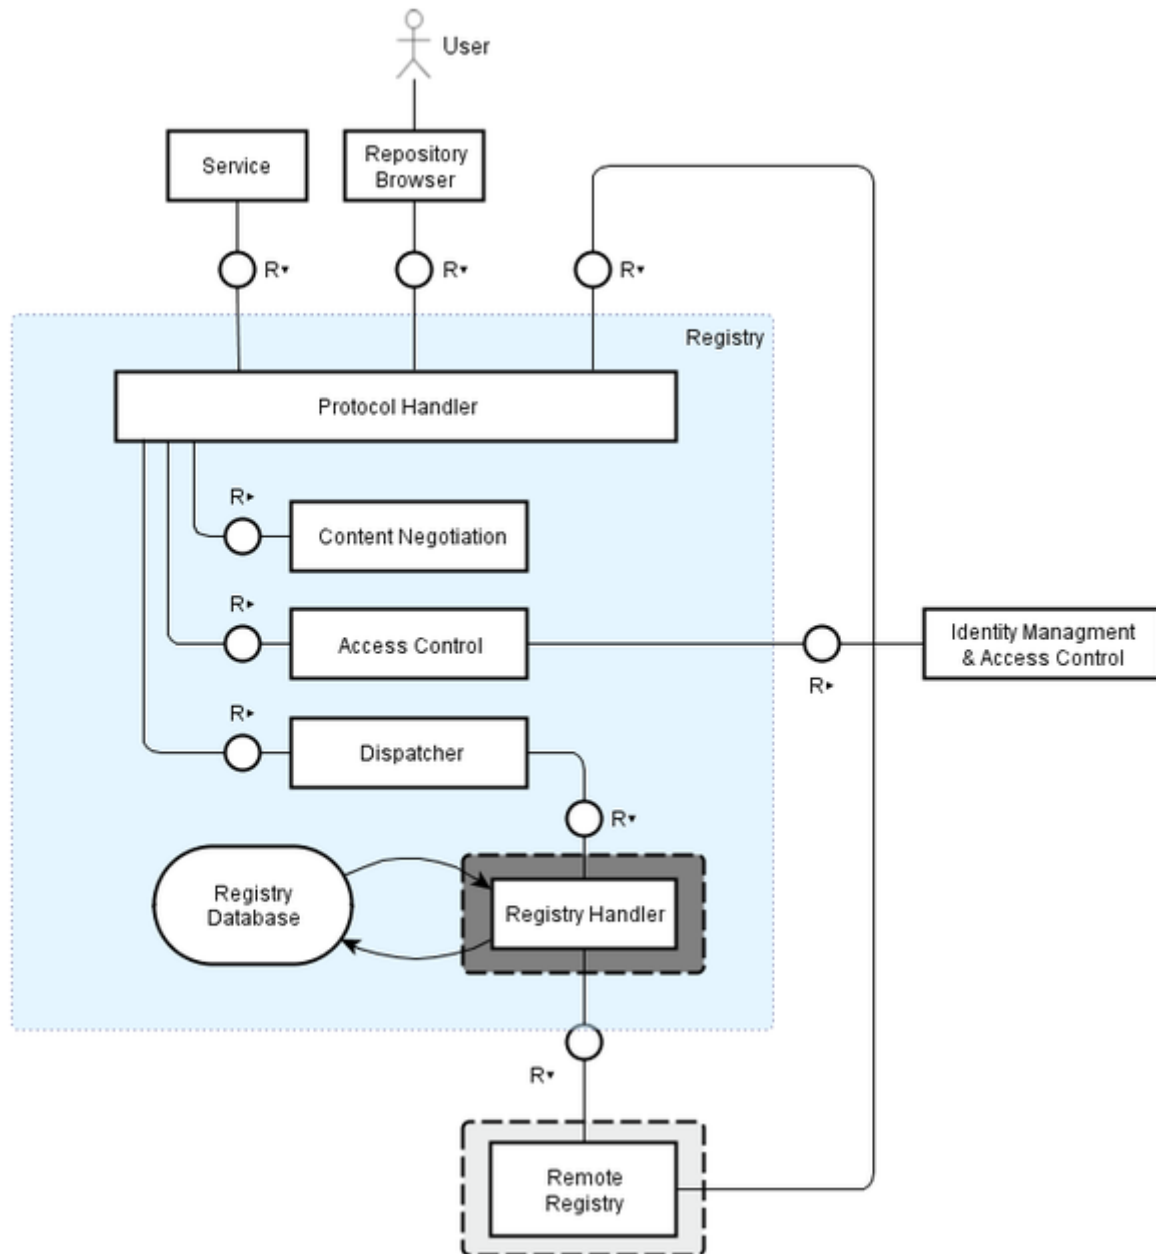 User
Service
Repository
Browser
R▾
R▾
R▾
Registry
Protocol Handler
R▸
Content Negotiation
R▸
Access Control
Identity Managment
& Access Control
R▸
R▸
Dispatcher
R▾
Registry
Database
Registry Handler
R▾
Remote
Registry